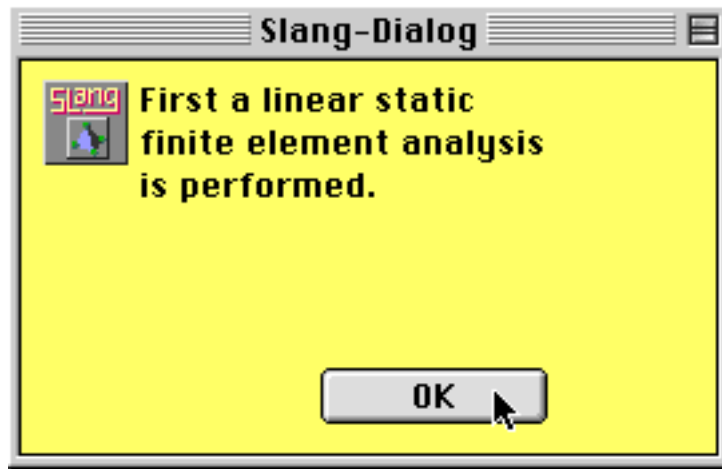 Slang-Dialog
Slang
First a linear static
finite element analysis
is performed.
OK